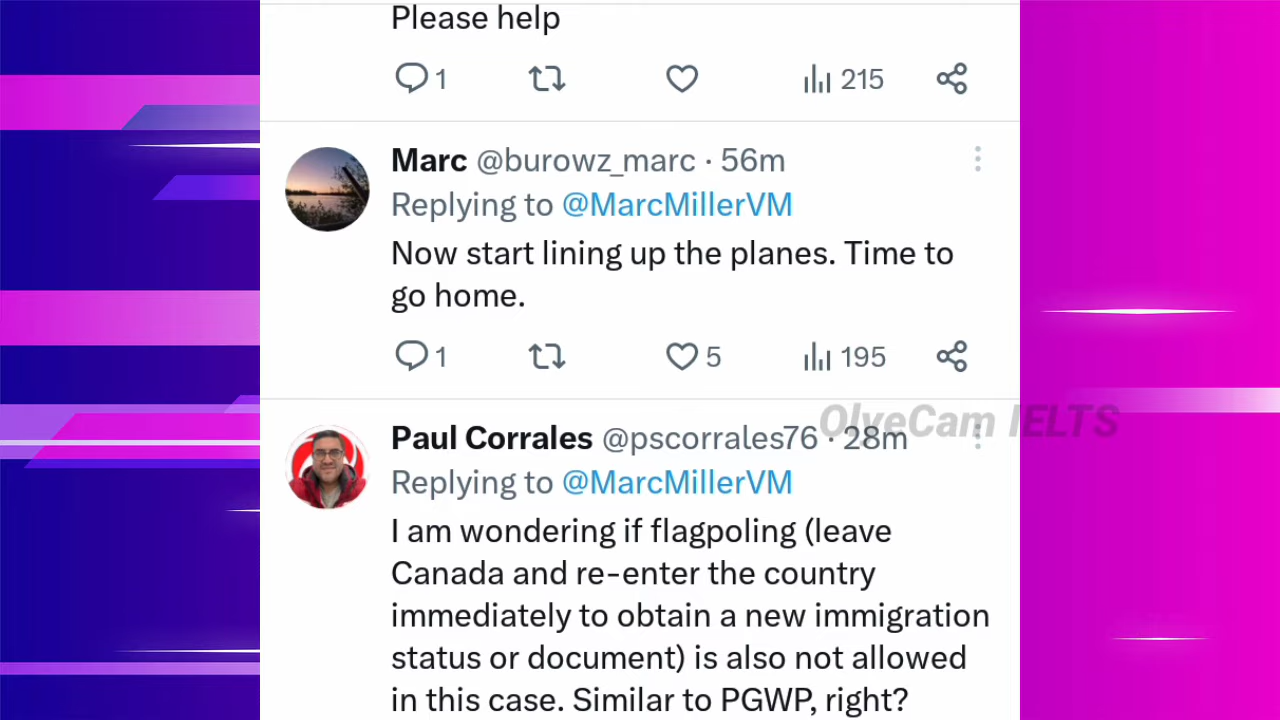 Please help
1 215
Marc @burowz_marc · 56m
Replying to @MarcMillerVM
Now start lining up the planes. Time to
go home.
1 5 195
OlveCam IELTS
Paul Corrales @pscorrales76 · 28m
Replying to @MarcMillerVM
I am wondering if flagpoling (leave
Canada and re-enter the country
immediately to obtain a new immigration
status or document) is also not allowed
in this case. Similar to PGWP, right?